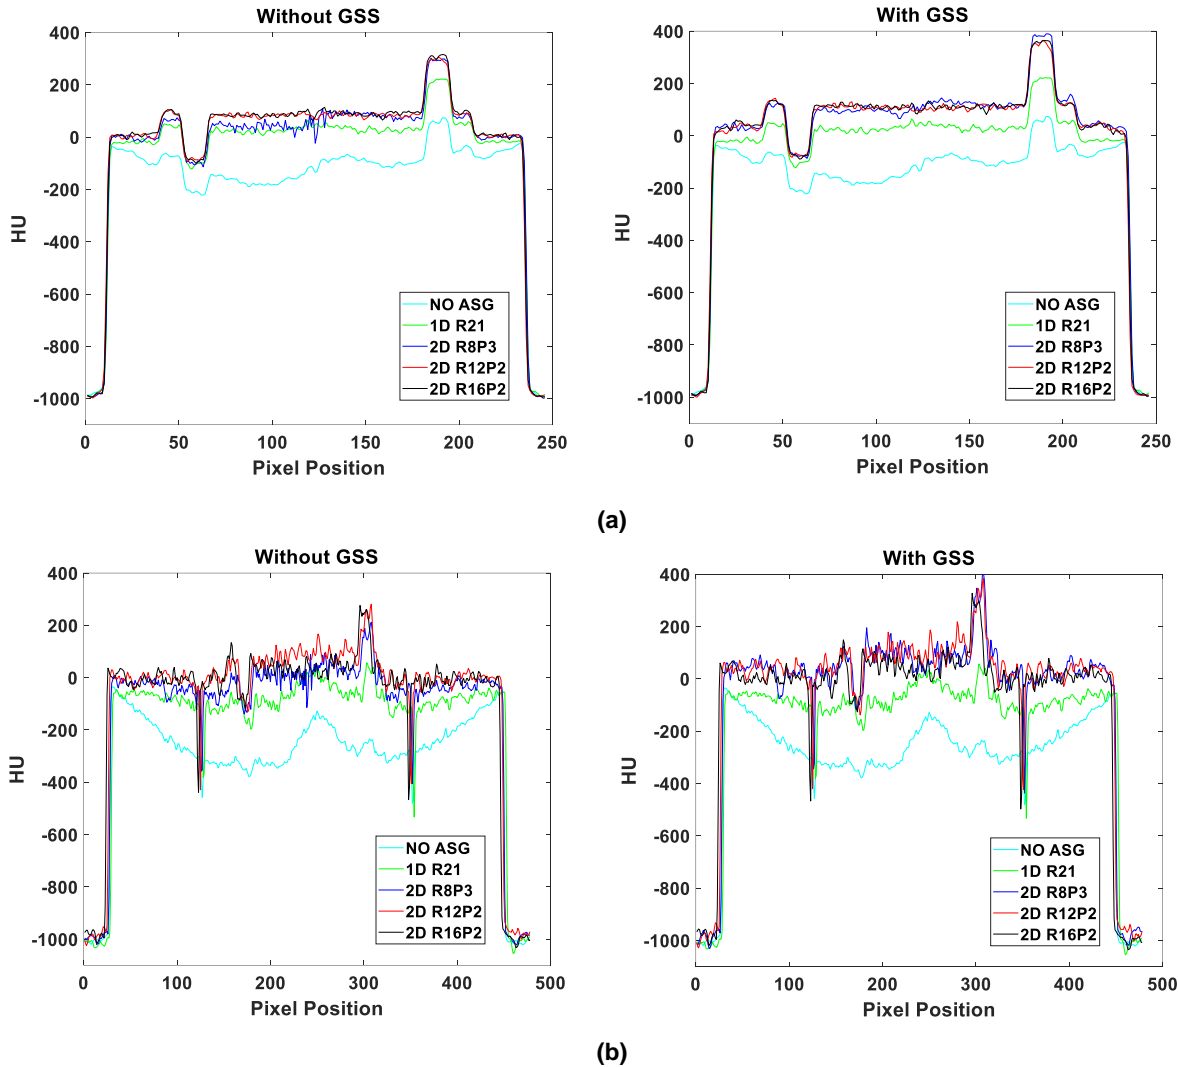 Without GSS
With GSS
400
200
0
-200
-400
-600
-800
-1000
HU
NO ASG
1D R21
2D R8P3
2D R12P2
2D R16P2
0 50 100 150 200 250
Pixel Position
400
200
0
-200
-400
-600
-800
-1000
HU
NO ASG
1D R21
2D R8P3
2D R12P2
2D R16P2
0 50 100 150 200 250
Pixel Position
(a)
Without GSS
With GSS
400
200
0
-200
-400
-600
-800
-1000
HU
NO ASG
1D R21
2D R8P3
2D R12P2
2D R16P2
0 100 200 300 400 500
Pixel Position
400
200
0
-200
-400
-600
-800
-1000
HU
NO ASG
1D R21
2D R8P3
2D R12P2
2D R16P2
0 100 200 300 400 500
Pixel Position
(b)